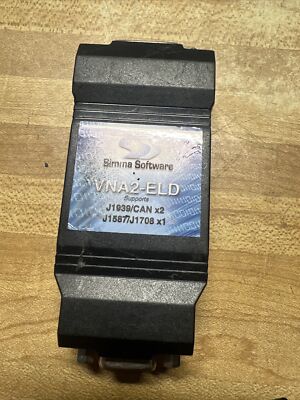 Simma Software
VNA2-ELD
Supports
J1939/CAN x2
J1587/J1708 x1